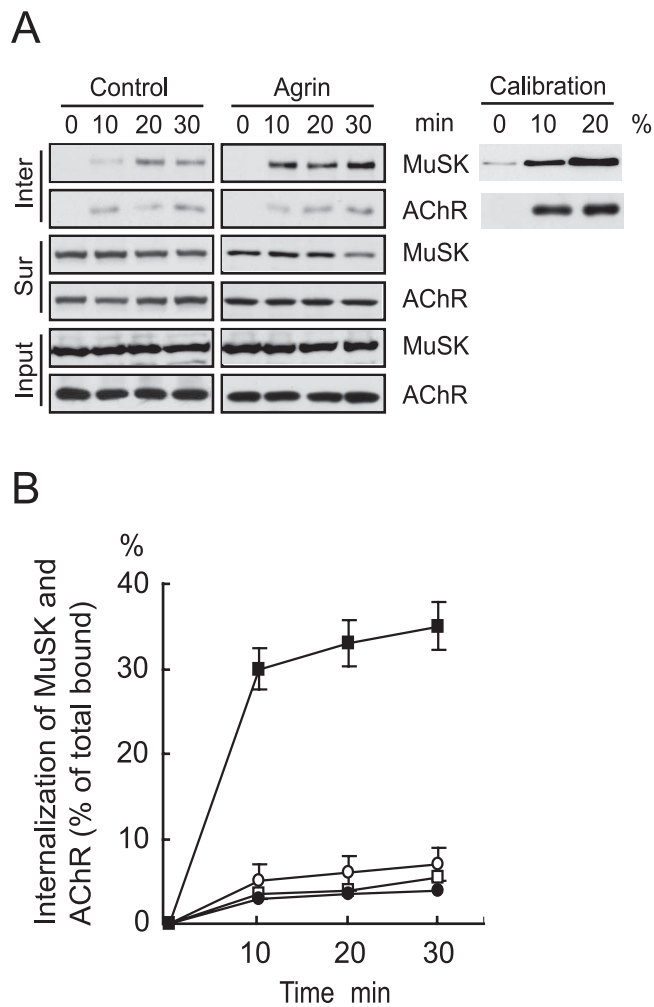 A
Control Agrin Calibration
0 10 20 30 0 10 20 30 min 0 10 20 %
Inter
MuSK
AChR
Sur
MuSK
AChR
Input
MuSK
AChR
B
%
Internalization of MuSK and
AChR (% of total bound)
40
30
20
10
0
10 20 30
Time min